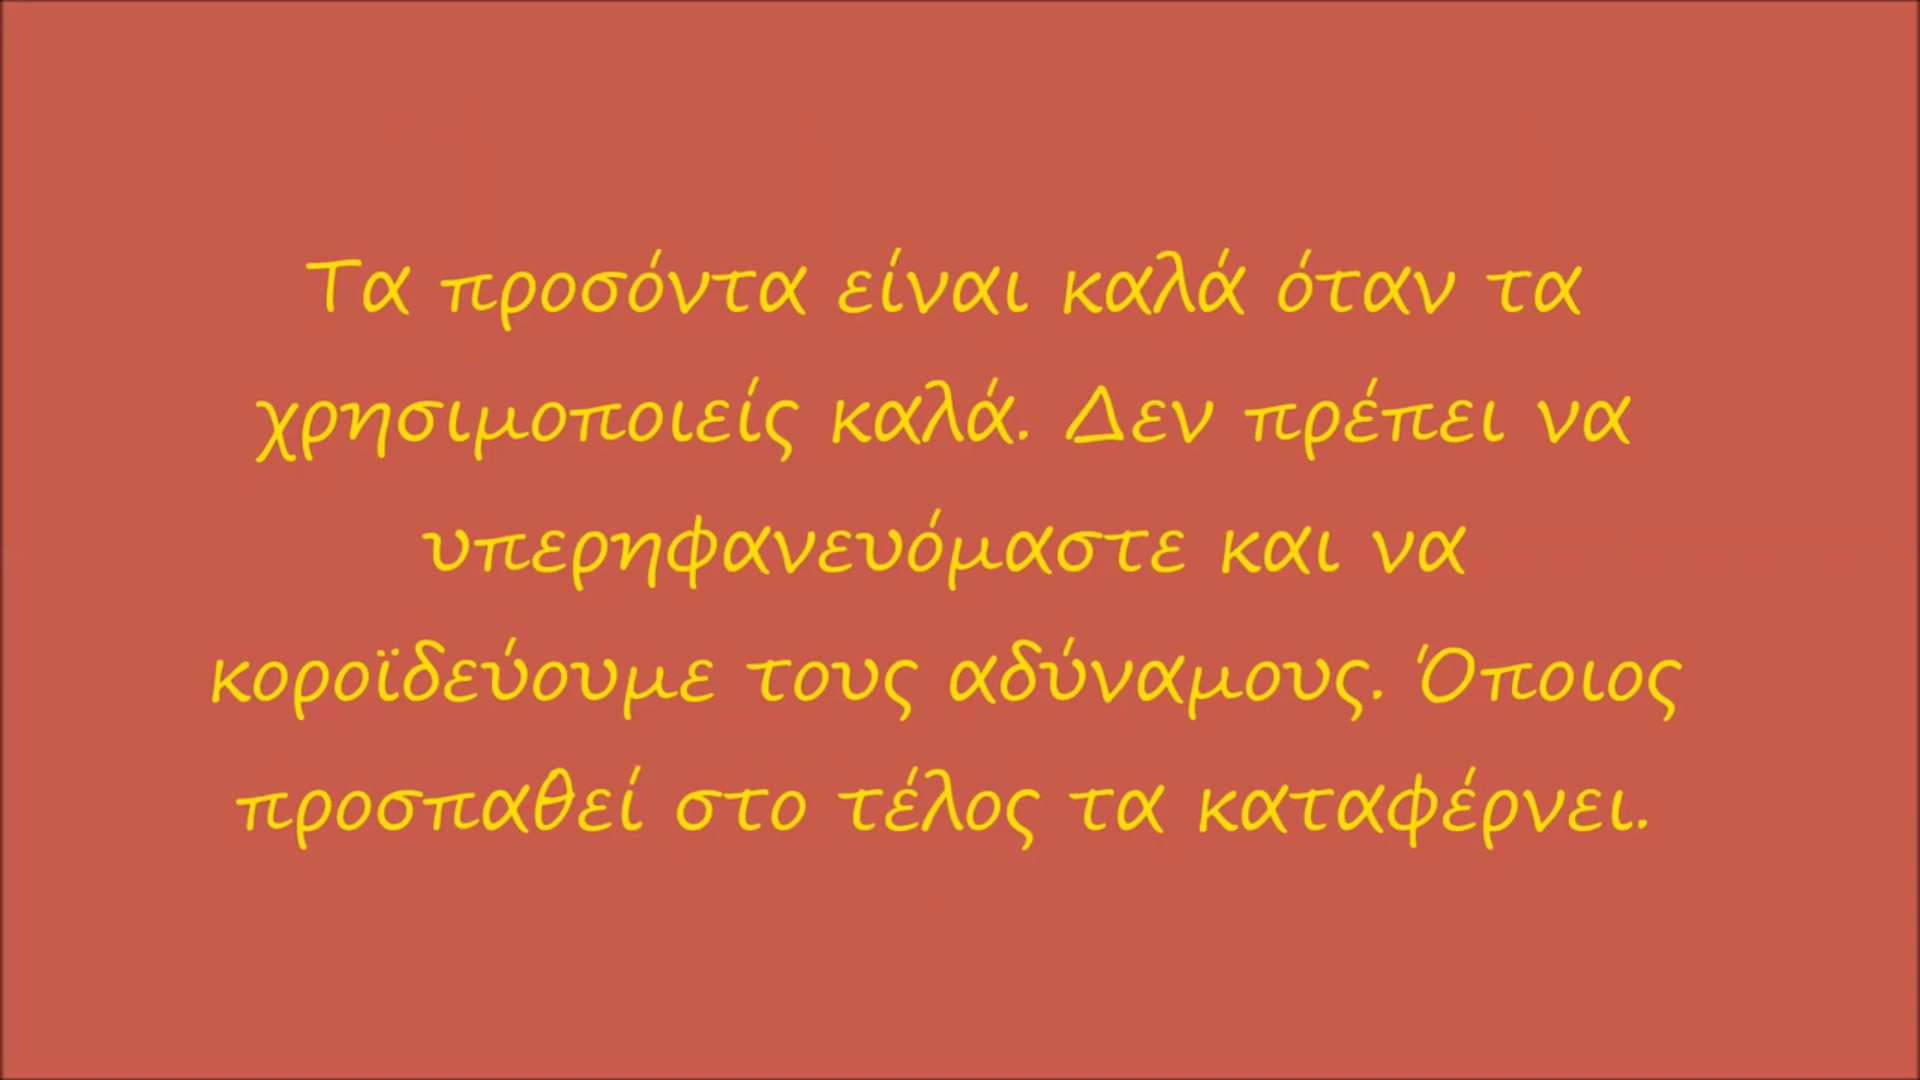 Τα προσόντα είναι καλά όταν τα
χρησιμοποιείς καλά. Δεν πρέπει να
υπερηφανευόμαστε και να
κοροϊδεύουμε τους αδύναμους. Όποιος
προσπαθεί στο τέλος τα καταφέρνει.